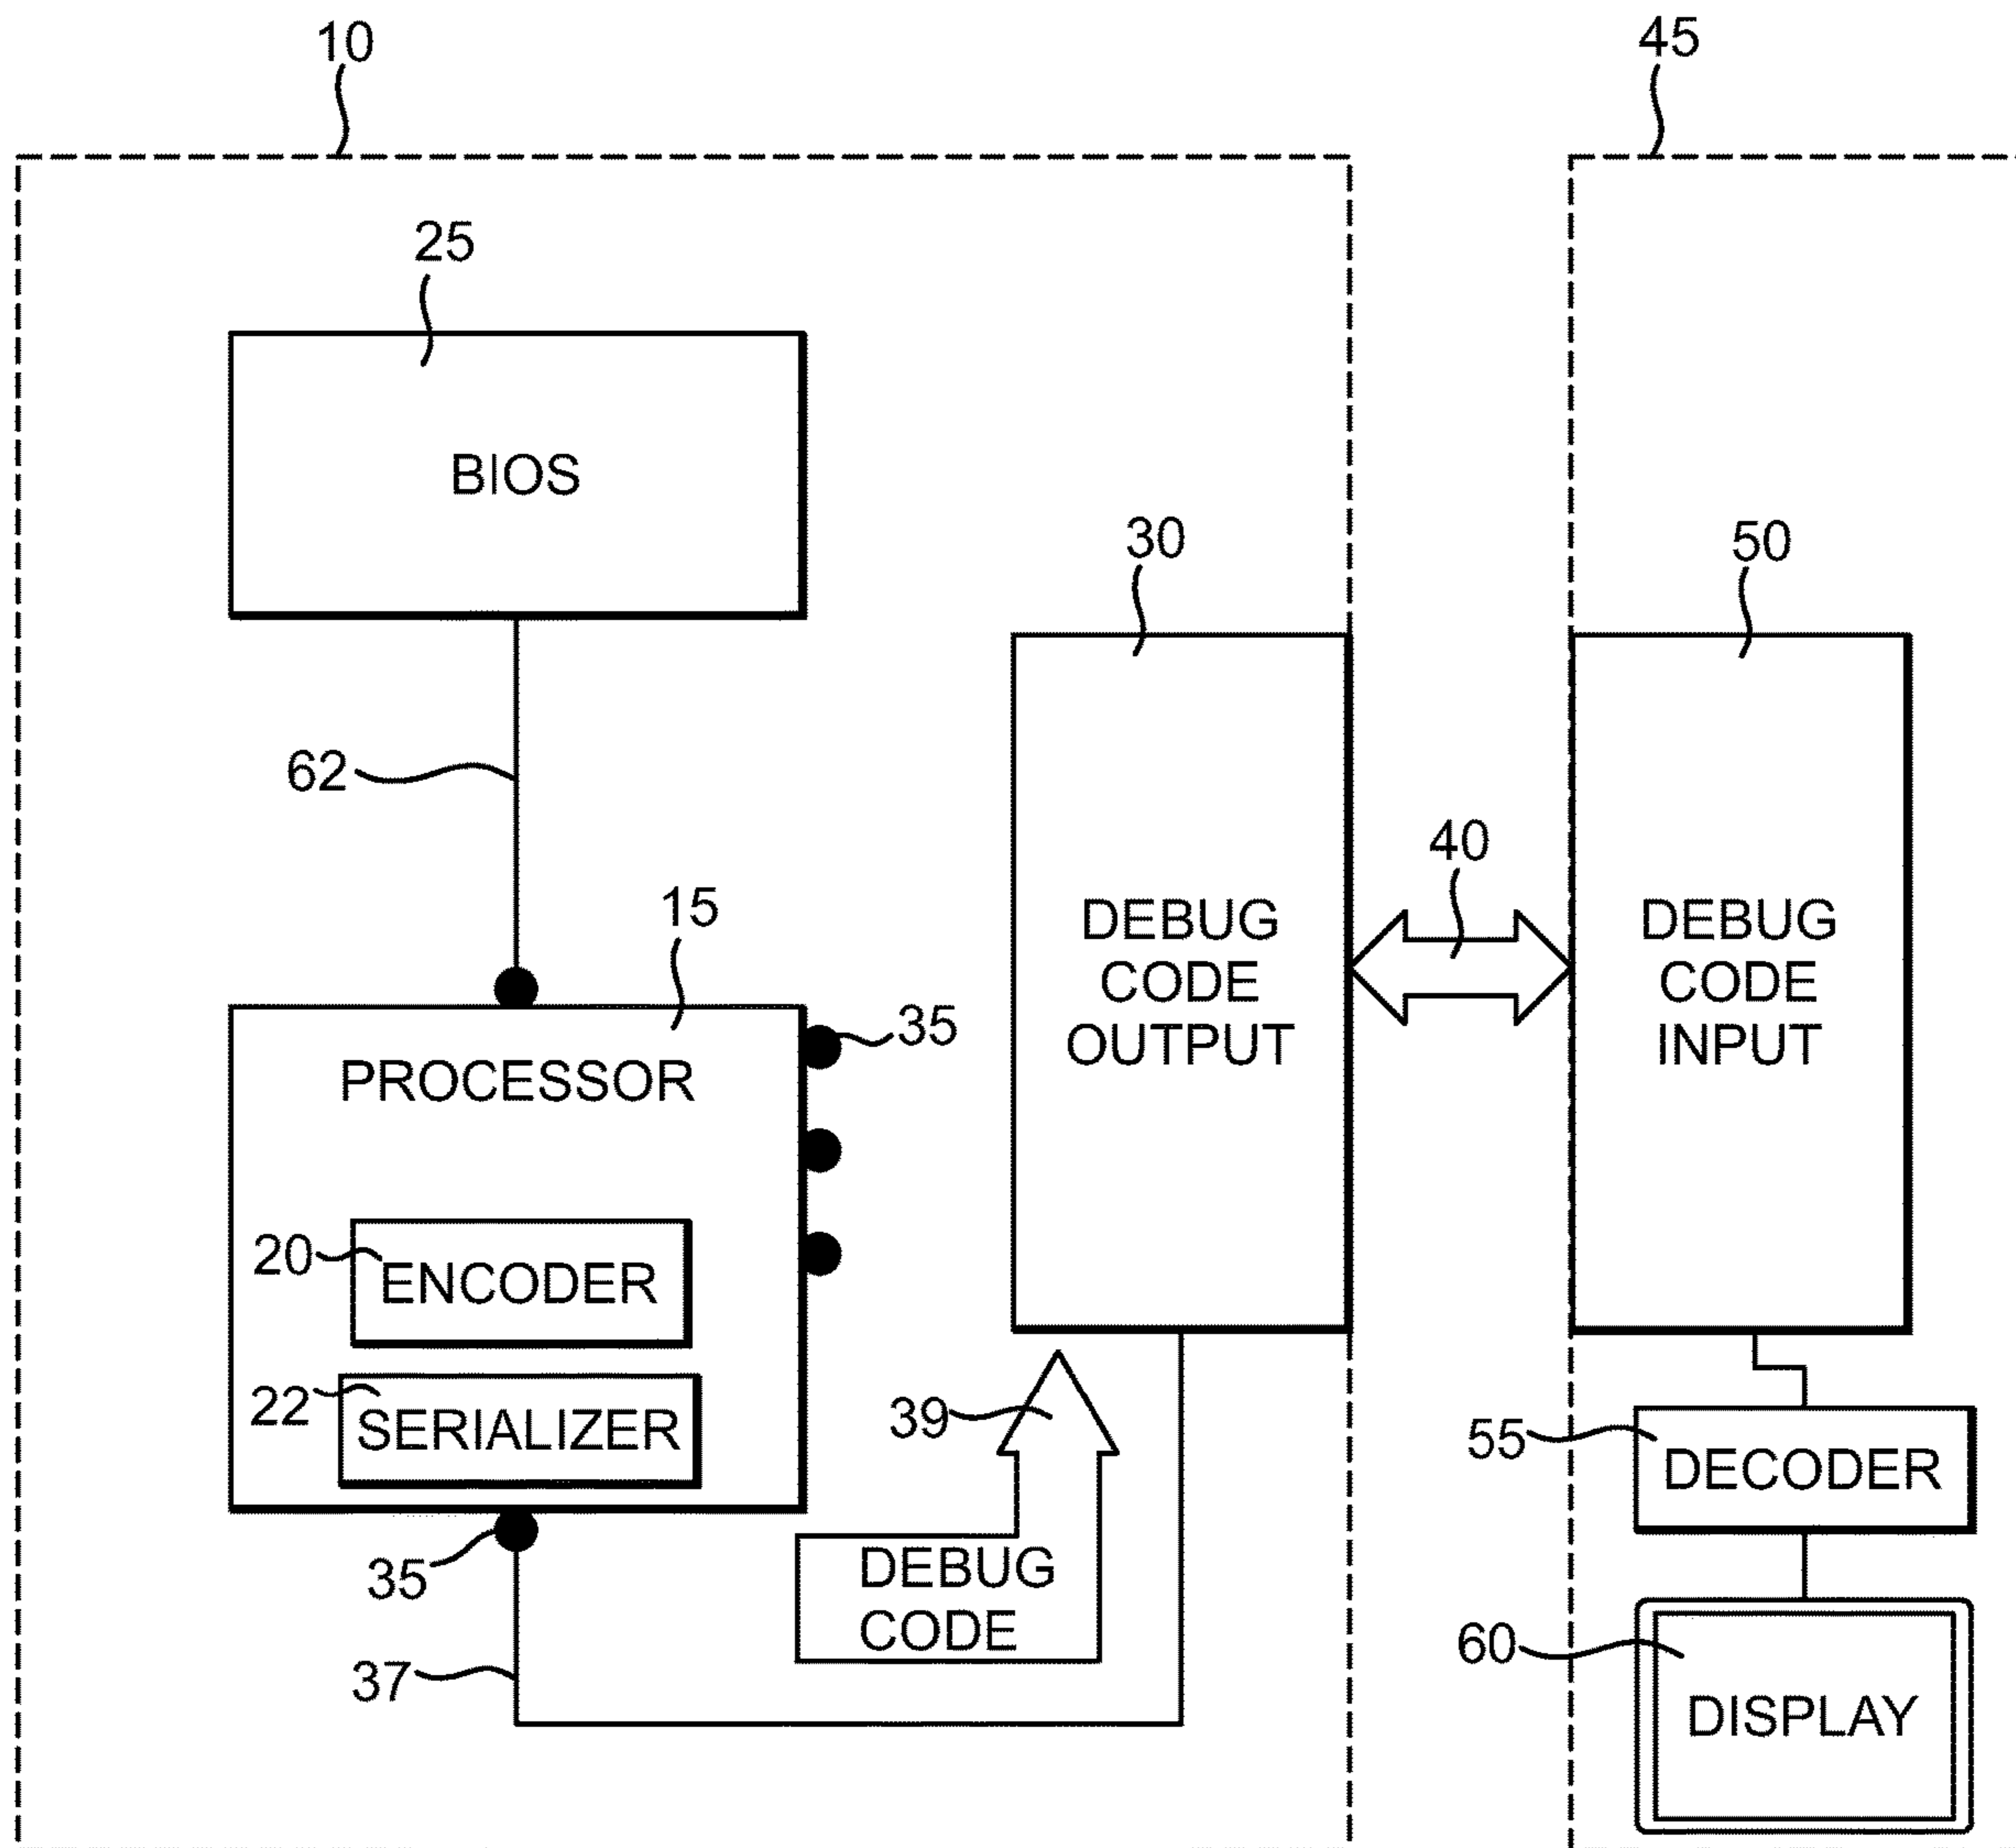 10
45
25
BIOS
30
50
62
40
15
35
DEBUG
CODE
OUTPUT
DEBUG
CODE
INPUT
PROCESSOR
20
ENCODER
22
SERIALIZER
39
55
DECODER
35
DEBUG
CODE
60
37
DISPLAY